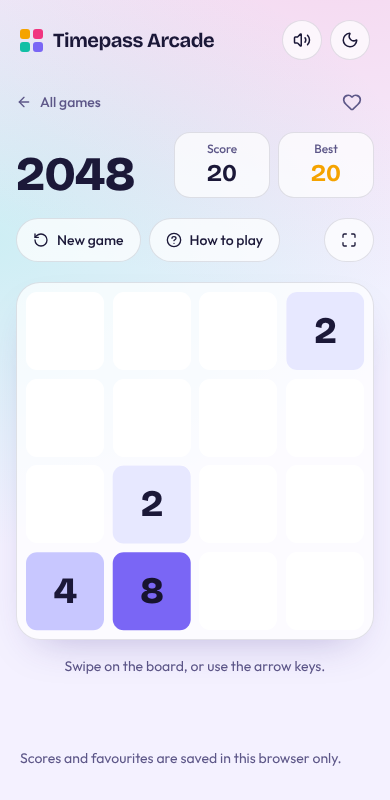 Timepass Arcade
All games
2048
Score
20
Best
20
New game
How to play
2
2
4 8
Swipe on the board, or use the arrow keys.
Scores and favourites are saved in this browser only.